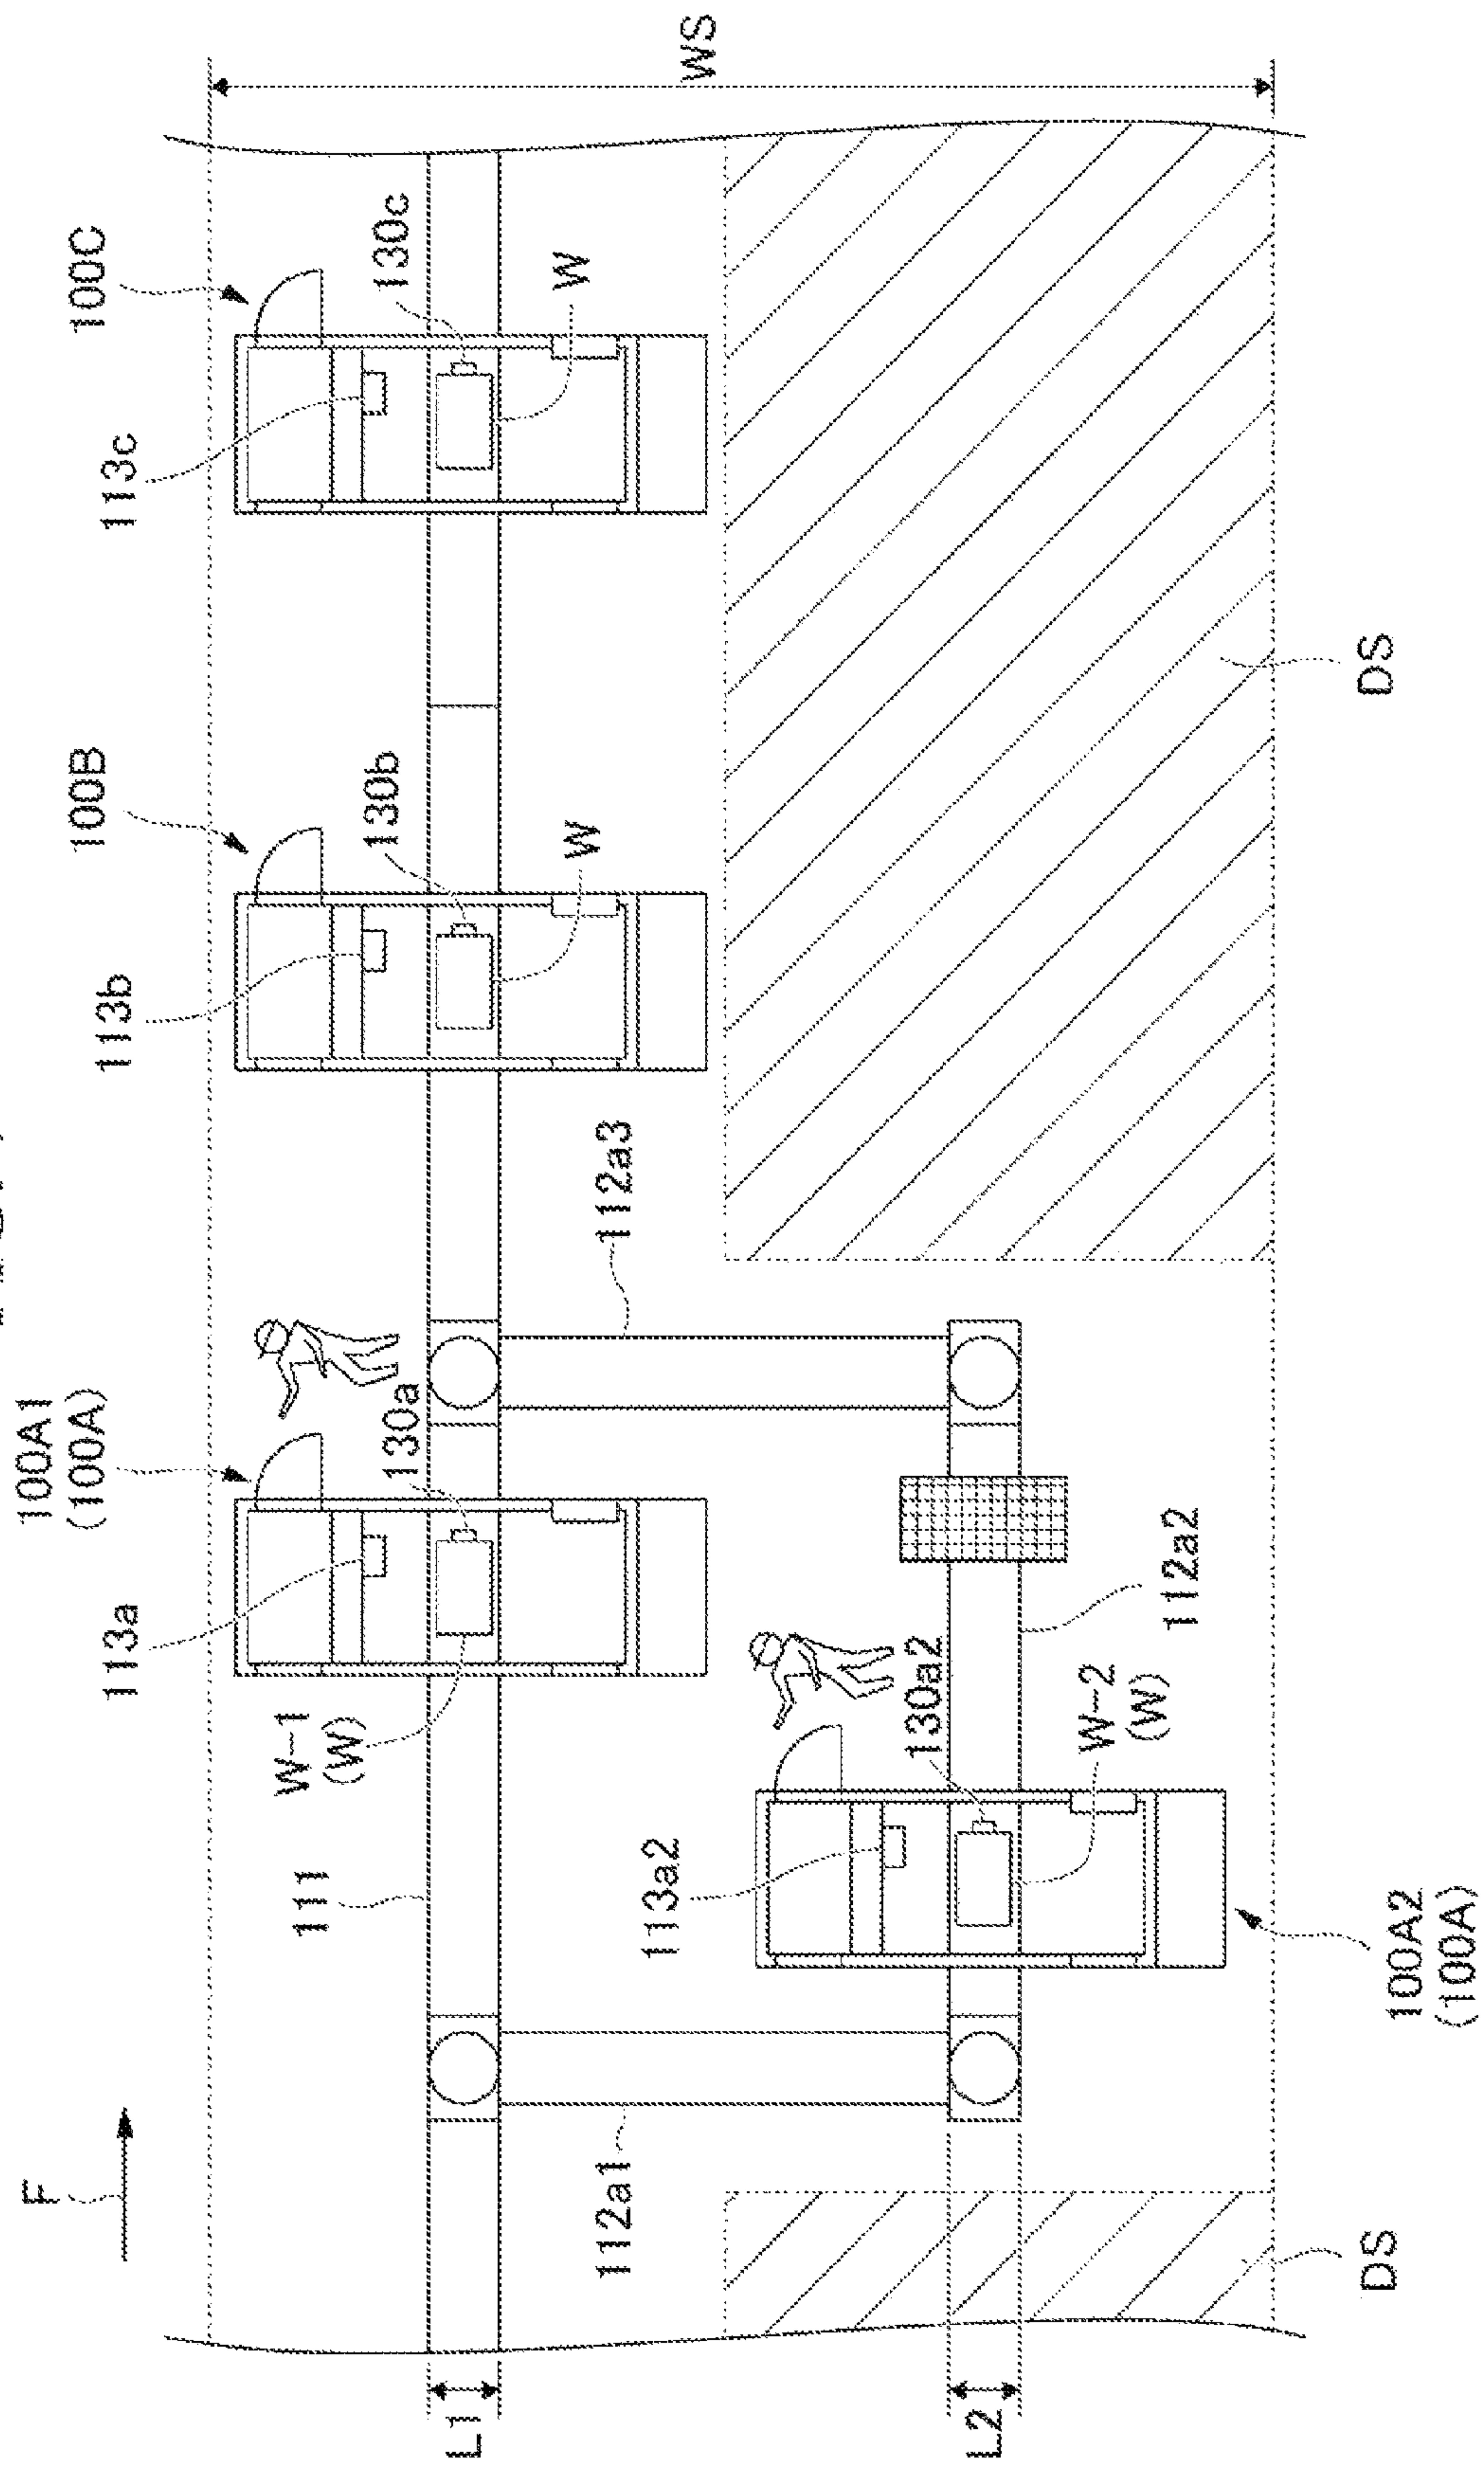 F
100A1
(100A)
100B
100C
113a
113b
113c
130a
130b
130c
W-1
(W)
W
W
111
WS
L1
112a1
112a3
113a2
130a2
W-2
(W)
112a2
L2
DS
100A2
(100A)
DS